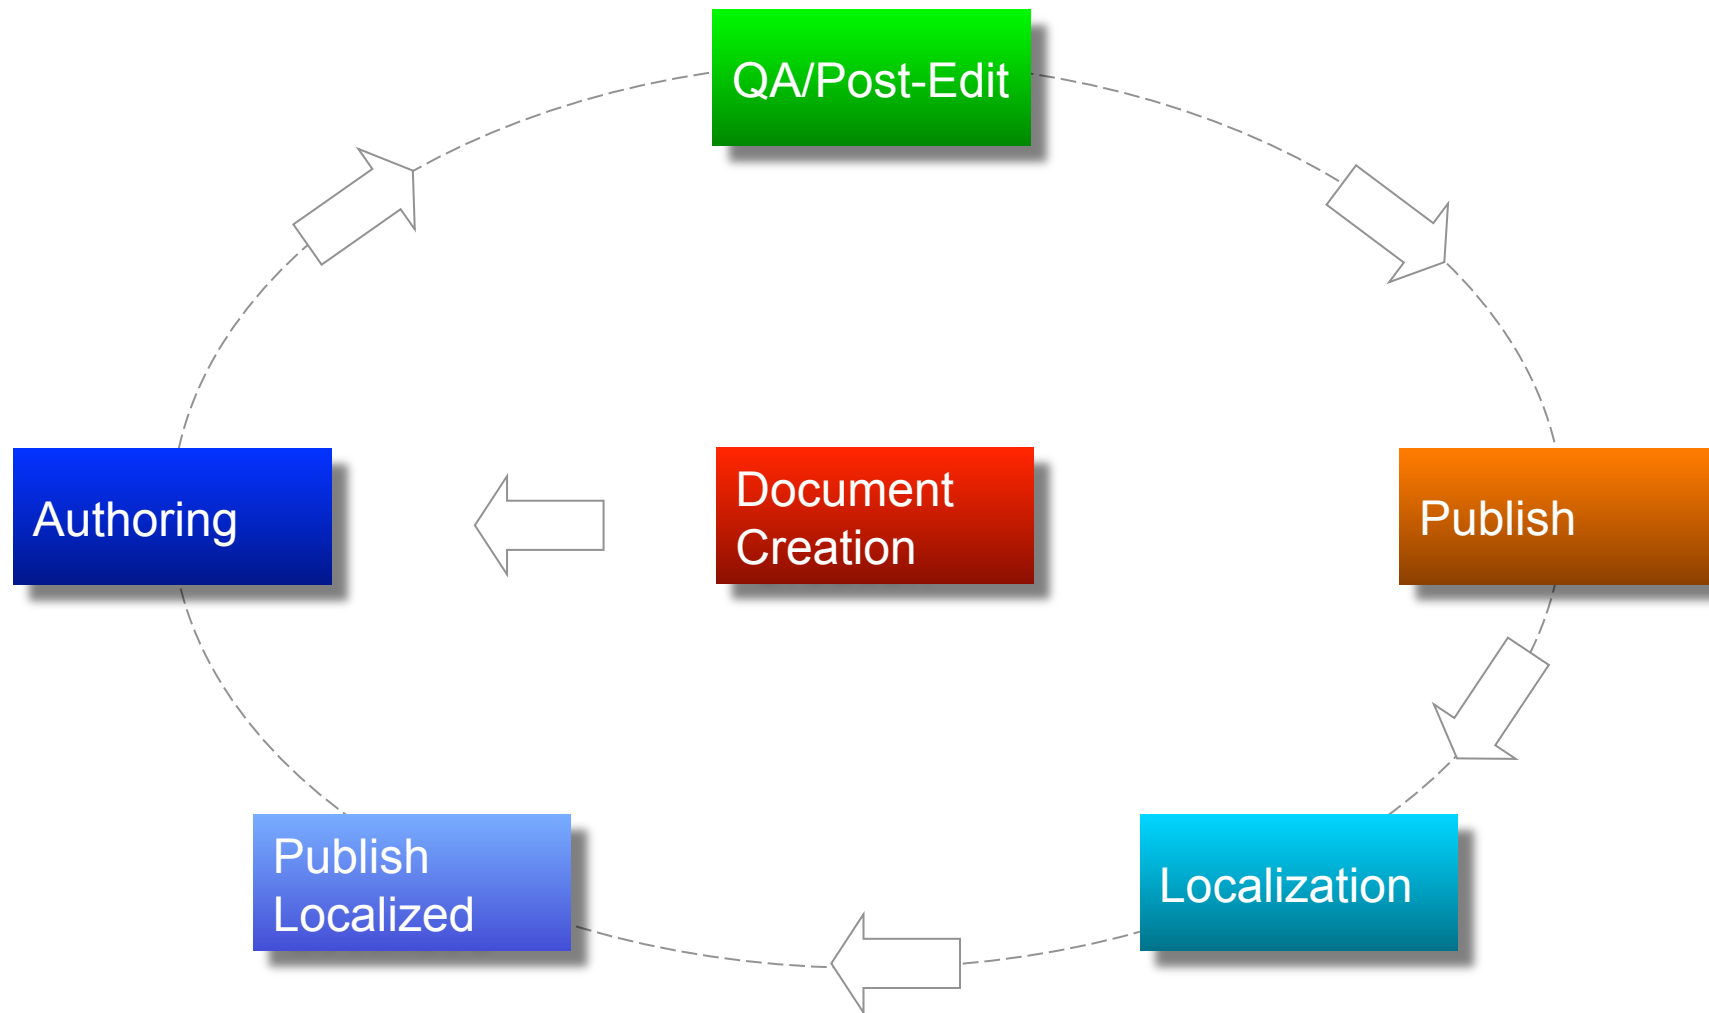 QA/Post-Edit
Authoring
Document
Creation
Publish
Publish
Localized
Localization